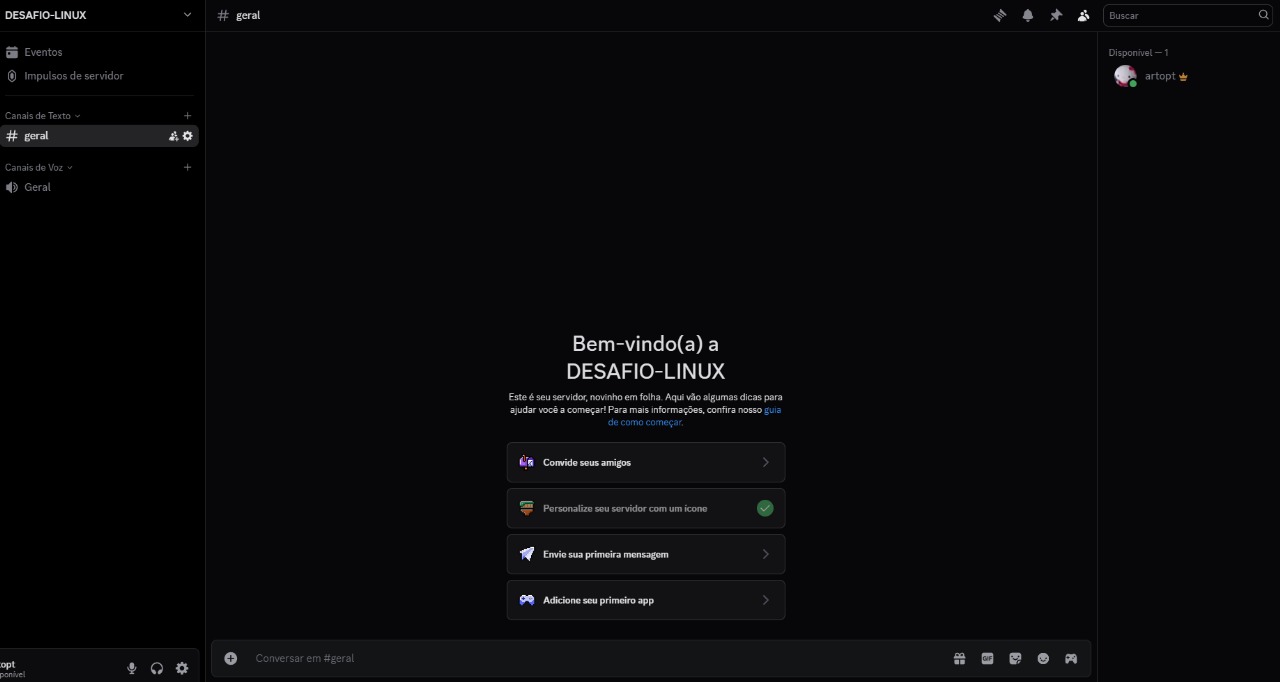 DESAFIO-LINUX
Eventos
Impulsos de servidor
Canais de Texto
geral
Canais de Voz
Geral
topt
ponível
# geral
Buscar
Bem-vindo(a) a
DESAFIO-LINUX
Este é seu servidor, novinho em folha. Aqui vão algumas dicas para
ajudar você a começar! Para mais informações, confira nosso guia
de como começar.
Convide seus amigos
Personalize seu servidor com um ícone
Envie sua primeira mensagem
Adicione seu primeiro app
Conversar em #geral
GIF
Disponível — 1
artopt